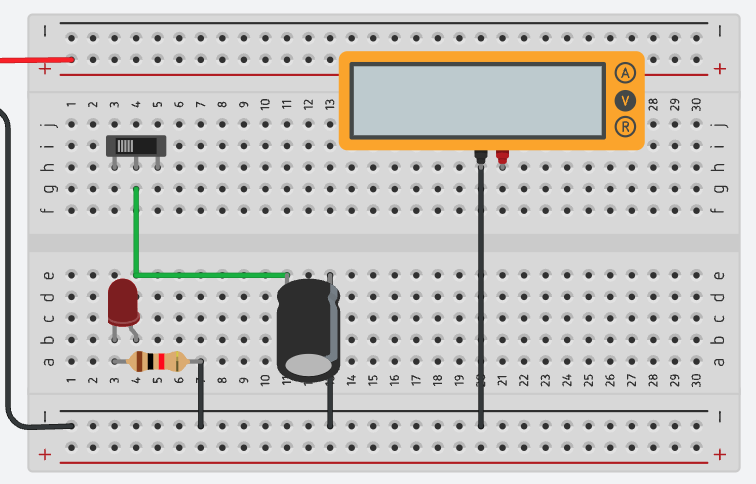 − −
+ A +
1 2 3 4 5 6 7 8 9 10 11 12 13 V 28 29 30
j R j
i i
h h
g g
f f
e e
d d
c c
b b
a a
1 2 3 4 5 6 7 8 9 10 11 12 13 14 15 16 17 18 19 20 21 22 23 24 25 26 27 28 29 30
− −
+ +